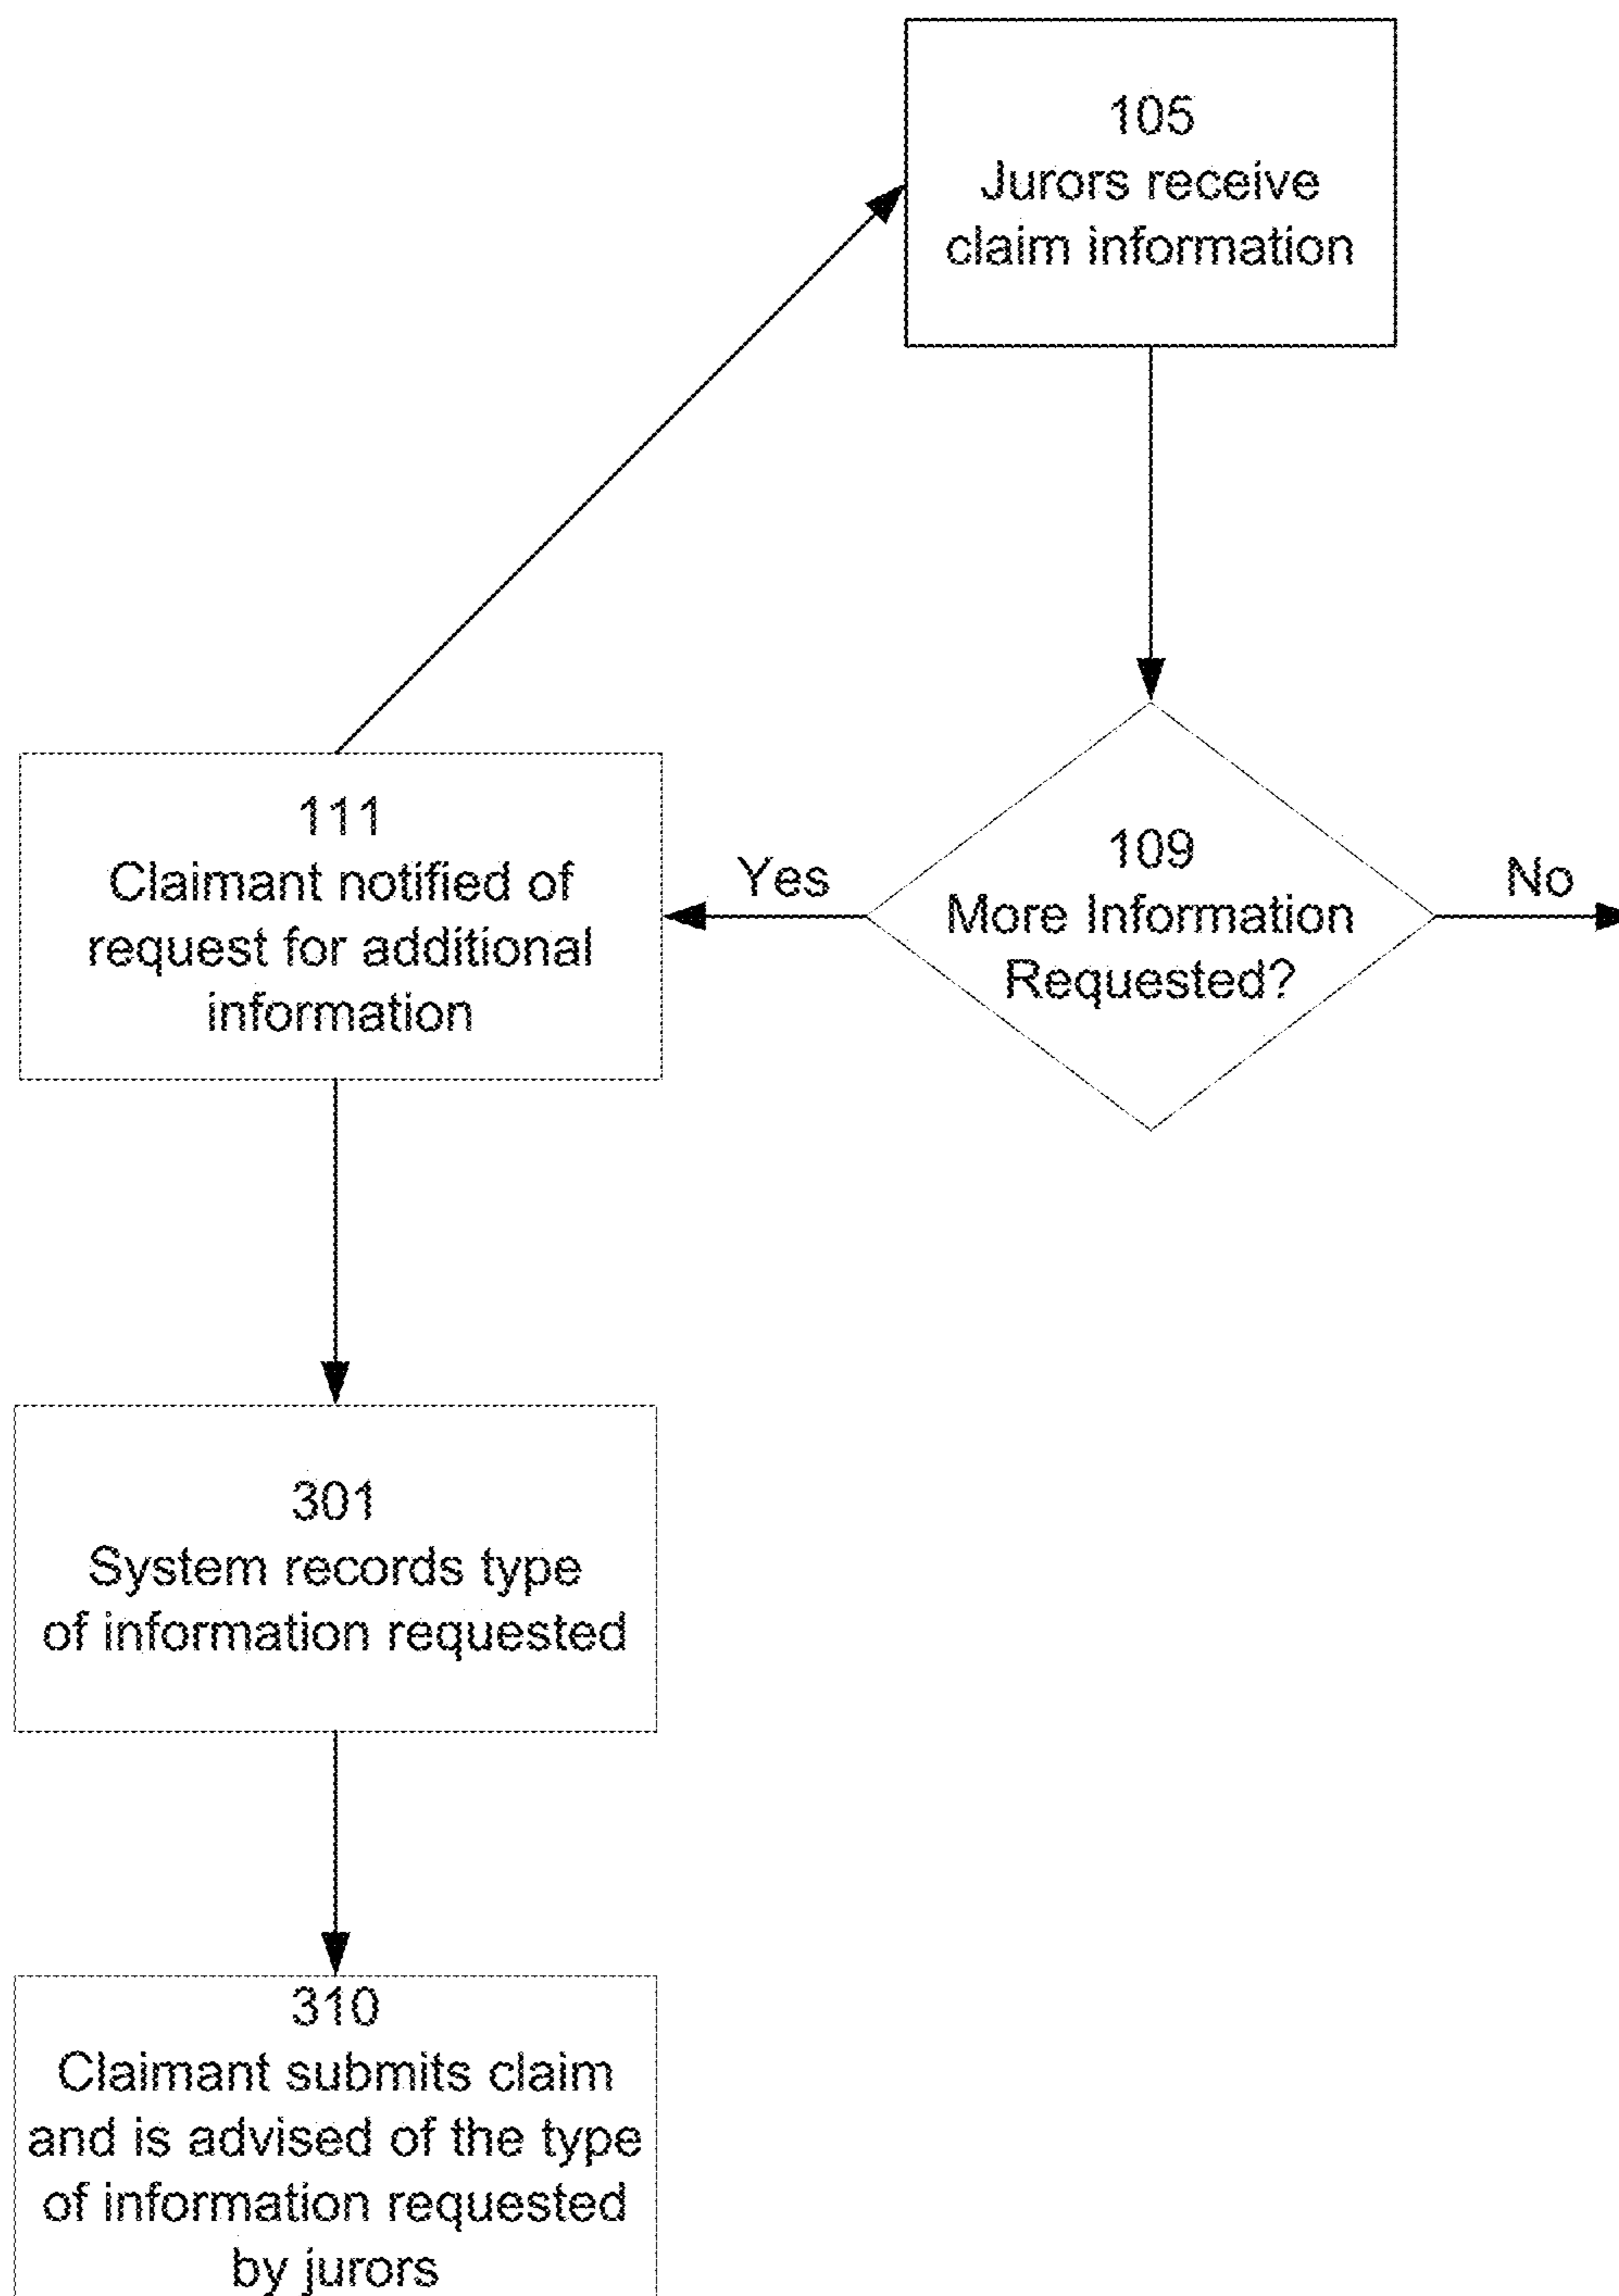 105
Jurors receive
claim information
111
Claimant notified of
request for additional
information
Yes
109
More Information
Requested?
No
301
System records type
of information requested
310
Claimant submits claim
and is advised of the type
of information requested
by jurors